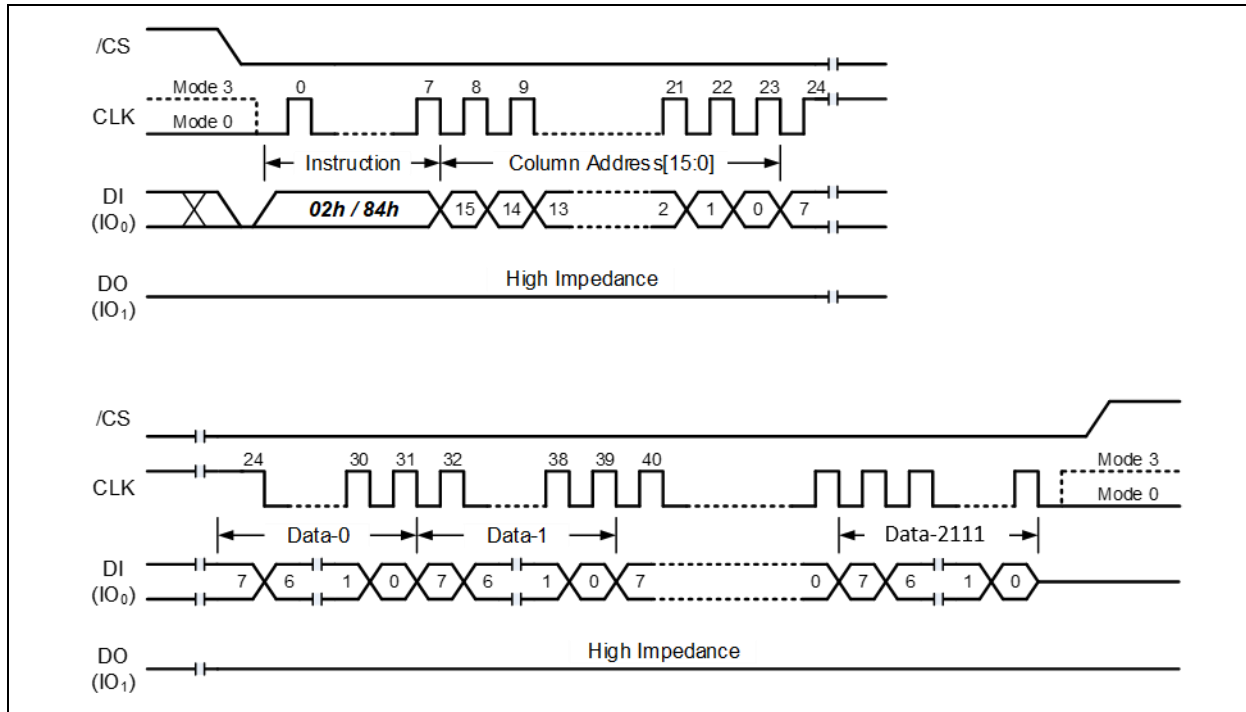 /CS
Mode 3 0 7 8 9 21 22 23 24
CLK
Mode 0
Instruction Column Address[15:0]
DI
(IO₀)
02h / 84h 15 14 13 2 1 0 7
DO
(IO₁)
High Impedance
/CS
24 30 31 32 38 39 40 Mode 3
CLK
Mode 0
Data-0 Data-1 Data-2111
DI
(IO₀)
7 6 1 0 7 6 1 0 7 0 7 6 1 0
DO
(IO₁)
High Impedance